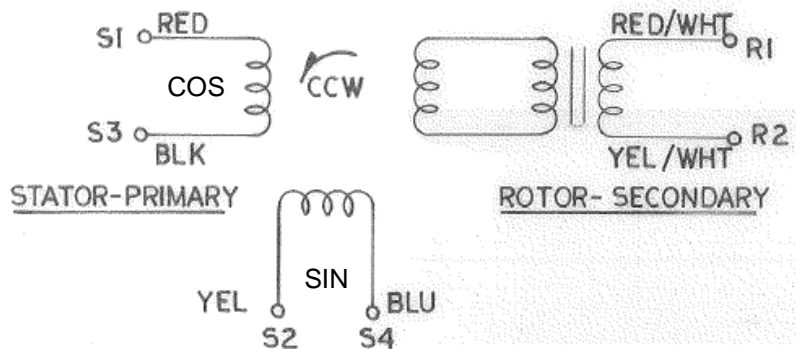 S1 RED
COS
S3 BLK
CCW
RED/WHT R1
R2
YEL/WHT
STATOR-PRIMARY
ROTOR- SECONDARY
SIN
YEL BLU
S2 S4